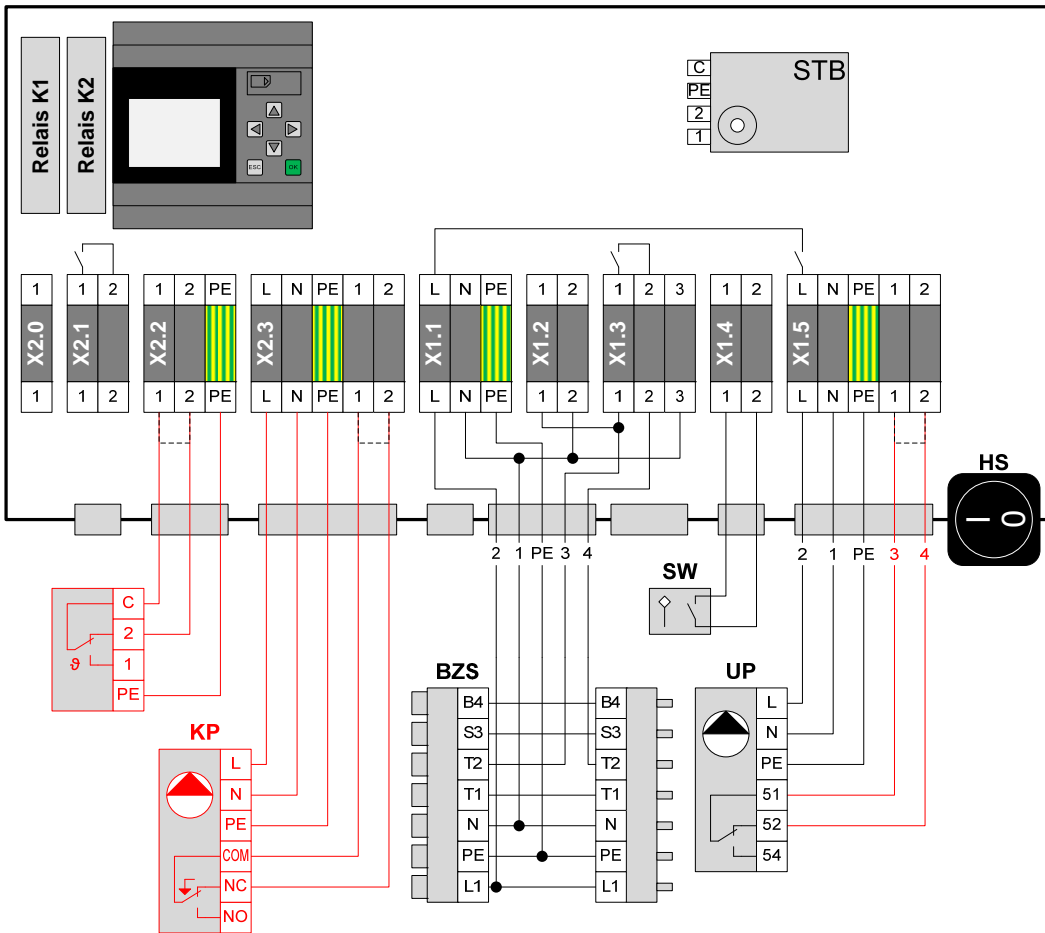 Relais K1
Relais K2
ESC
OK
C
PE
2
1
STB
1
1 2
1 2 PE
L N PE 1 2
L N PE
1 2
1 2 3
1 2
L N PE 1 2
X2.0
X2.1
X2.2
X2.3
X1.1
X1.2
X1.3
X1.4
X1.5
1
1 2
1 2 PE
L N PE 1 2
L N PE
1 2
1 2 3
1 2
L N PE 1 2
HS
I 0
2 1 PE 3 4
2 1 PE 3 4
SW
C
2
1
PE
ϑ
KP
L
N
PE
COM
NC
NO
BZS
B4 B4
S3 S3
T2 T2
T1 T1
N N
PE PE
L1 L1
UP
L
N
PE
51
52
54